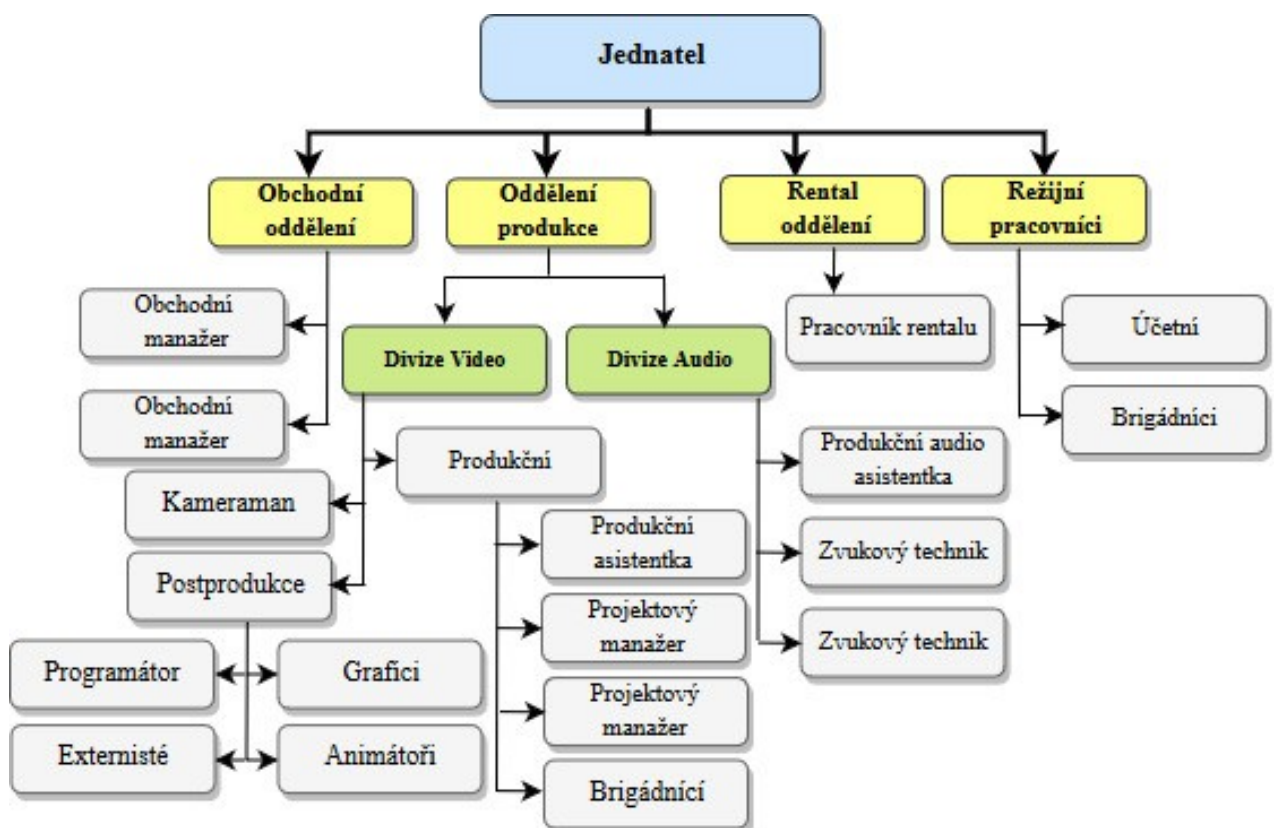 Jednatel
Obchodní
oddělení
Oddělení
produkce
Rental
oddělení
Režijní
pracovníci
Obchodní
manažer
Pracovník rentalu
Účetní
Divize Video
Divize Audio
Obchodní
manažer
Brigádníci
Produkční
Produkční audio
asistentka
Kameraman
Produkční
asistentka
Zvukový technik
Postprodukce
Projektový
manažer
Zvukový technik
Programátor
Grafici
Projektový
manažer
Externisté
Animátoři
Brigádnící